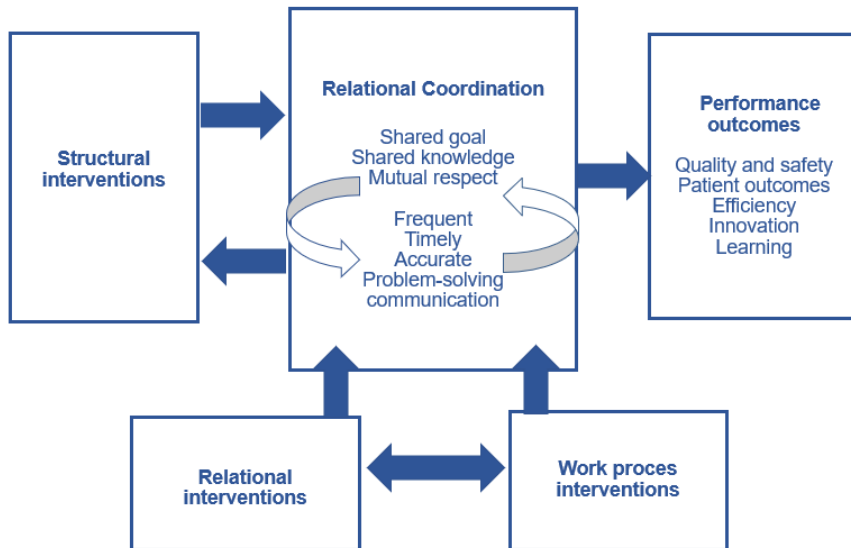 Structural
interventions
Relational Coordination
Shared goal
Shared knowledge
Mutual respect
Frequent
Timely
Accurate
Problem-solving
communication
Performance
outcomes
Quality and safety
Patient outcomes
Efficiency
Innovation
Learning
Relational
interventions
Work proces
interventions